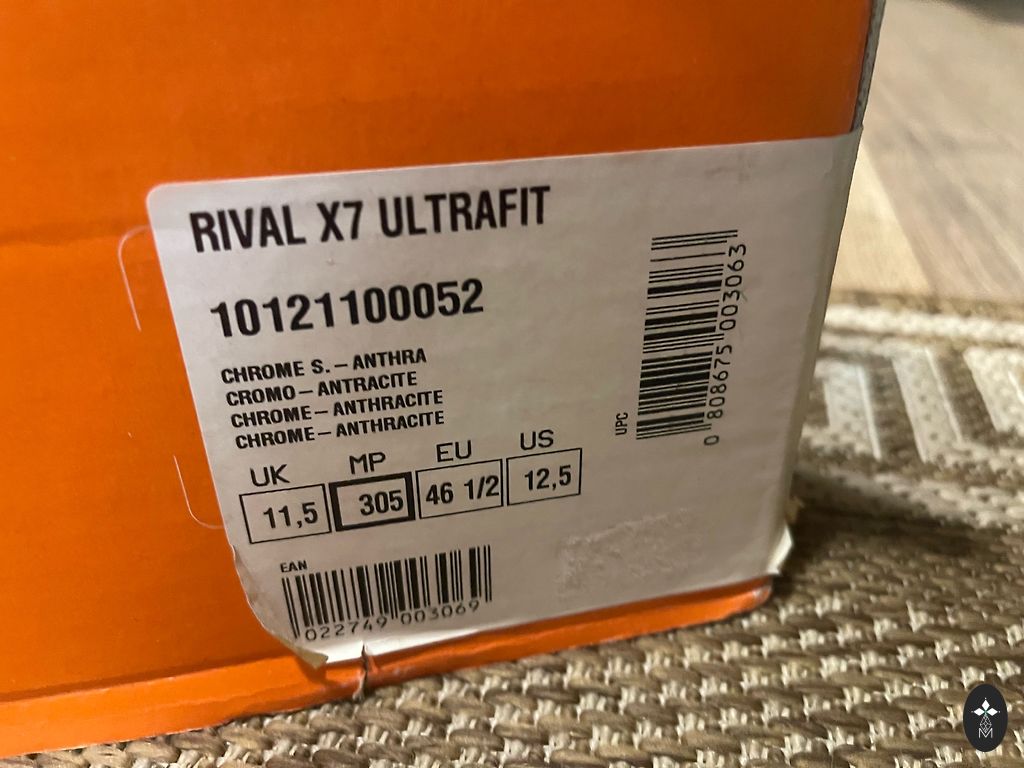 RIVAL X7 ULTRAFIT
10121100052
CHROME S. – ANTHRA
CROMO – ANTRACITE
CHROME – ANTHRACITE
CHROME – ANTHRACITE
UK MP EU US
11,5 305 46 1/2 12,5
EAN
022749 003069
UPC
0 808675 003063